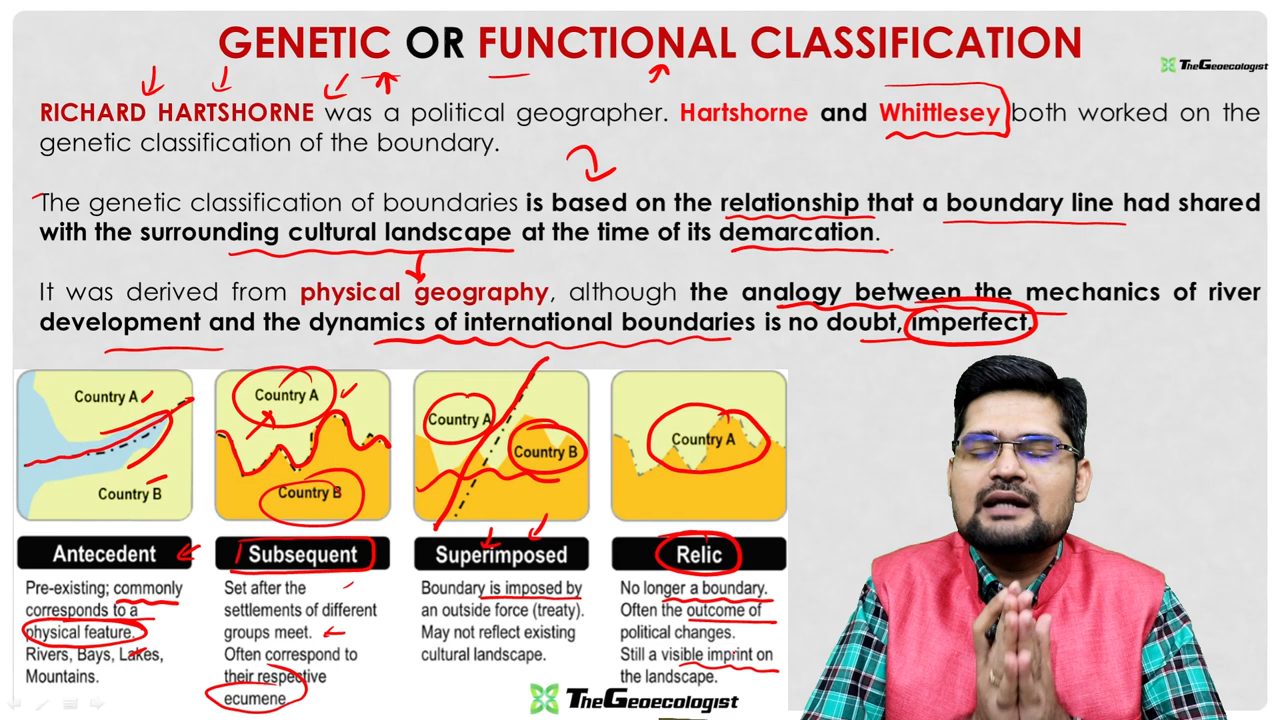 GENETIC OR FUNCTIONAL CLASSIFICATION
TheGeoecologist
RICHARD HARTSHORNE was a political geographer. Hartshorne and Whittlesey both worked on the
genetic classification of the boundary.
The genetic classification of boundaries is based on the relationship that a boundary line had shared
with the surrounding cultural landscape at the time of its demarcation.
It was derived from physical geography, although the analogy between the mechanics of river
development and the dynamics of international boundaries is no doubt, imperfect.
Country A
Country B
Antecedent
Pre-existing; commonly
corresponds to a
physical feature.
Rivers, Bays, Lakes,
Mountains.
Country A
Country B
Subsequent
Set after the
settlements of different
groups meet.
Often correspond to
their respective
ecumene
Country A
Country B
Superimposed
Boundary is imposed by
an outside force (treaty).
May not reflect existing
cultural landscape.
Country A
Relic
No longer a boundary.
Often the outcome of
political changes.
Still a visible imprint on
the landscape.
TheGeoecologist